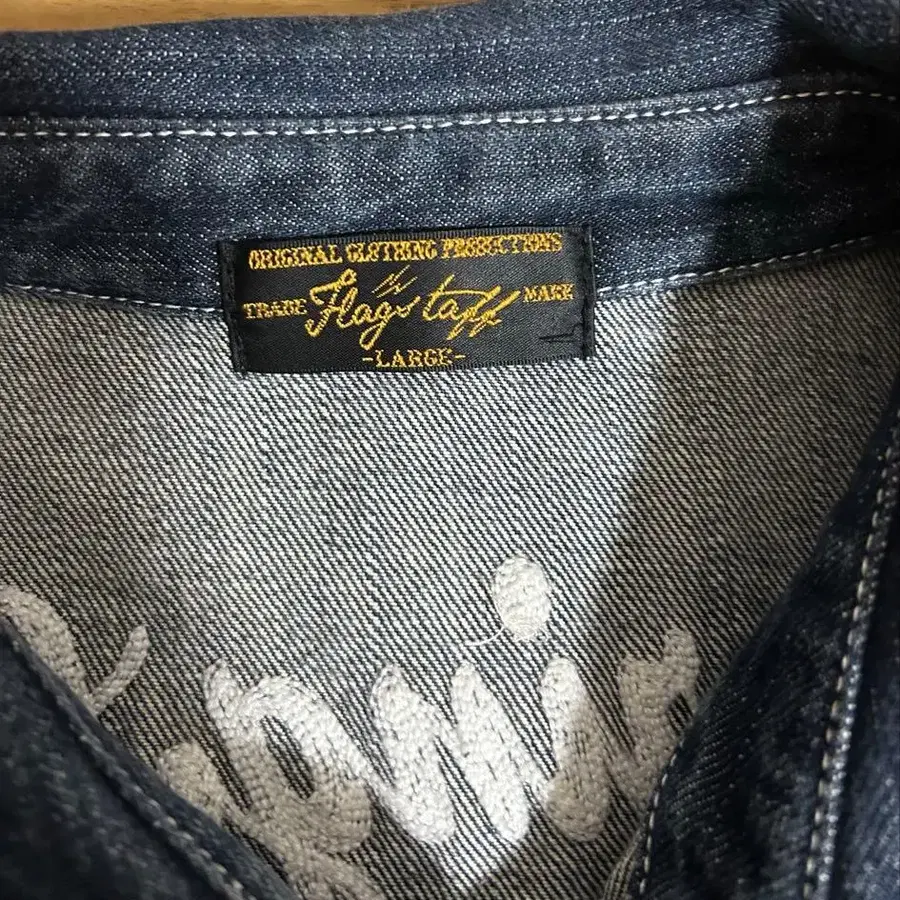 ORIGINAL CLOTHING PRODUCTIONS
TRADE Flagstaff MARK
-LARGE-